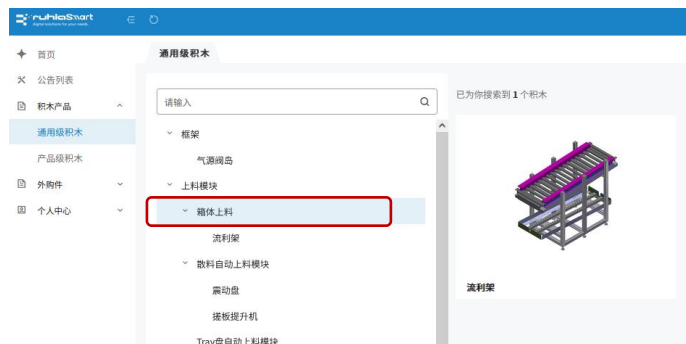 ruhlaSmart
digital solutions for your needs
首页
公告列表
积木产品
通用级积木
产品级积木
外购件
个人中心
通用级积木
请输入
框架
气源阀岛
上料模块
箱体上料
流利架
散料自动上料模块
震动盘
搓板提升机
Tray盘自动上料模块
已为你搜索到 1 个积木
流利架